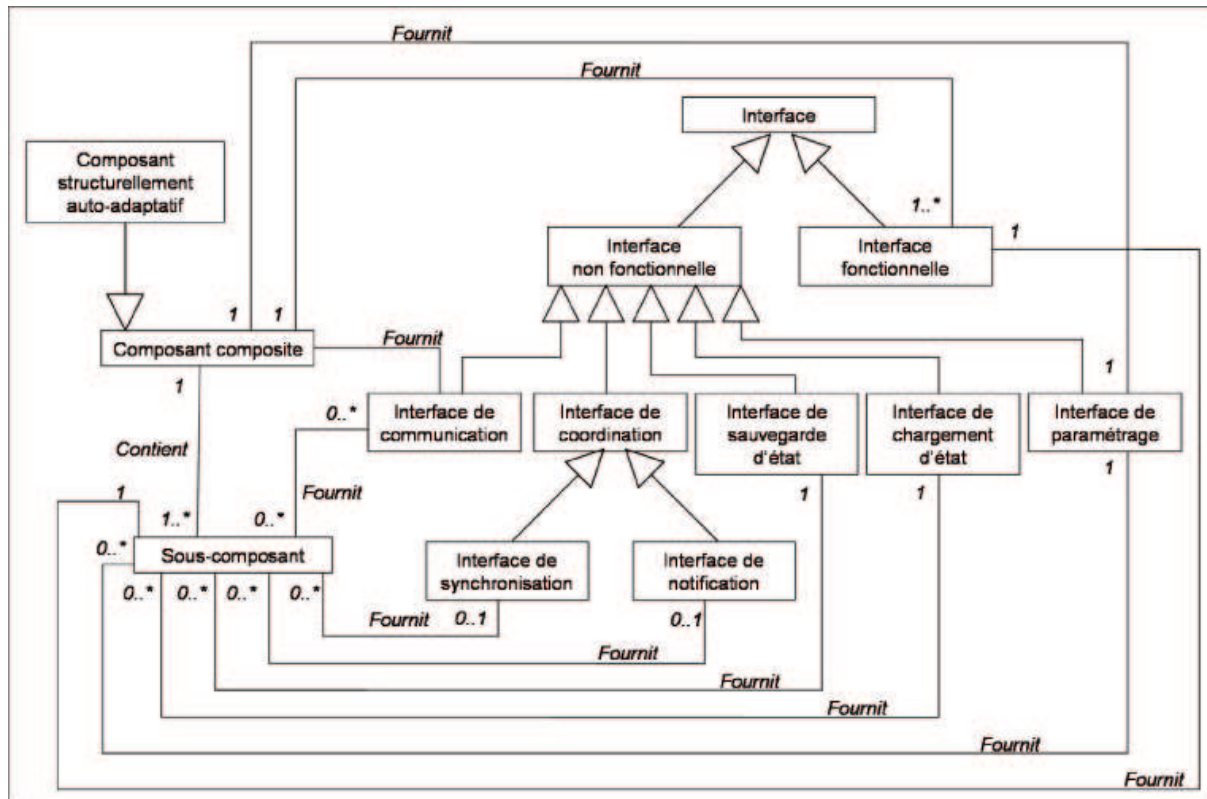 Fournit
Fournit
Interface
Composant
structurellement
auto-adaptatif
1..*
1
Interface
non fonctionnelle
Interface
fonctionnelle
1
1
Fournit
Composant composite
1
1
0..*
Interface de
communication
Interface de
coordination
Interface de
sauvegarde
d'état
Interface de
chargement
d'état
Interface de
paramétrage
Contient
Fournit
1
1
1
1
1..*
0..*
0..*
Sous-composant
Interface de
synchronisation
Interface de
notification
0..*
0..*
0..*
0..*
Fournit
0..1
0..1
Fournit
Fournit
Fournit
Fournit
Fournit